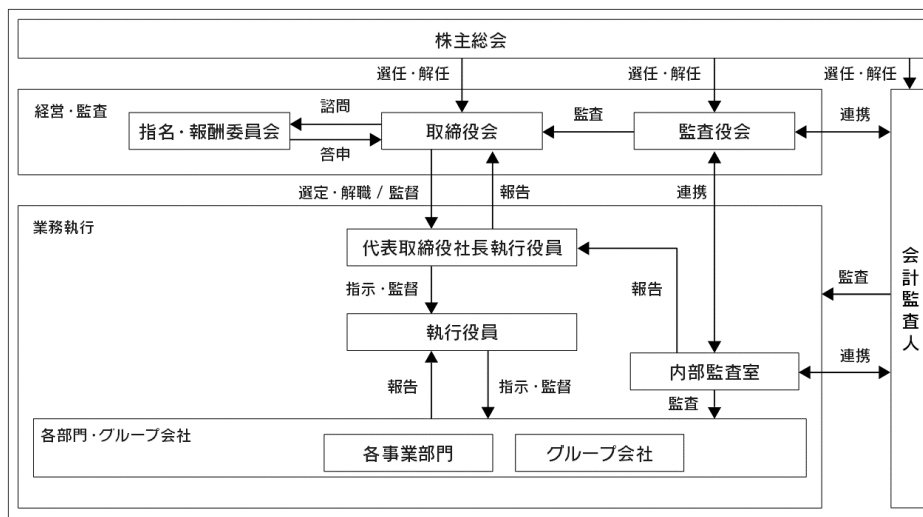 株主総会
選任・解任
選任・解任
選任・解任
経営・監査
指名・報酬委員会
諮問
答申
取締役会
監査
監査役会
連携
選定・解職 / 監督
報告
連携
業務執行
代表取締役社長執行役員
指示・監督
報告
監査
会計監査人
執行役員
報告
指示・監督
内部監査室
連携
監査
各部門・グループ会社
各事業部門
グループ会社